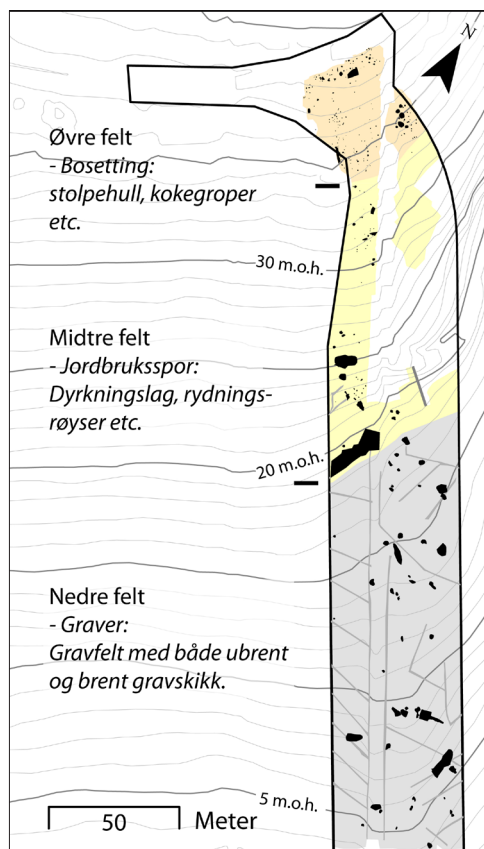 N
Øvre felt
- Bosetting:
stolpehull, kokegroper
etc.
30 m.o.h.
Midtre felt
- Jordbruksspor:
Dyrkningslag, rydnings-
røyser etc.
20 m.o.h.
Nedre felt
- Graver:
Gravfelt med både ubrent
og brent gravskikk.
5 m.o.h.
50 Meter